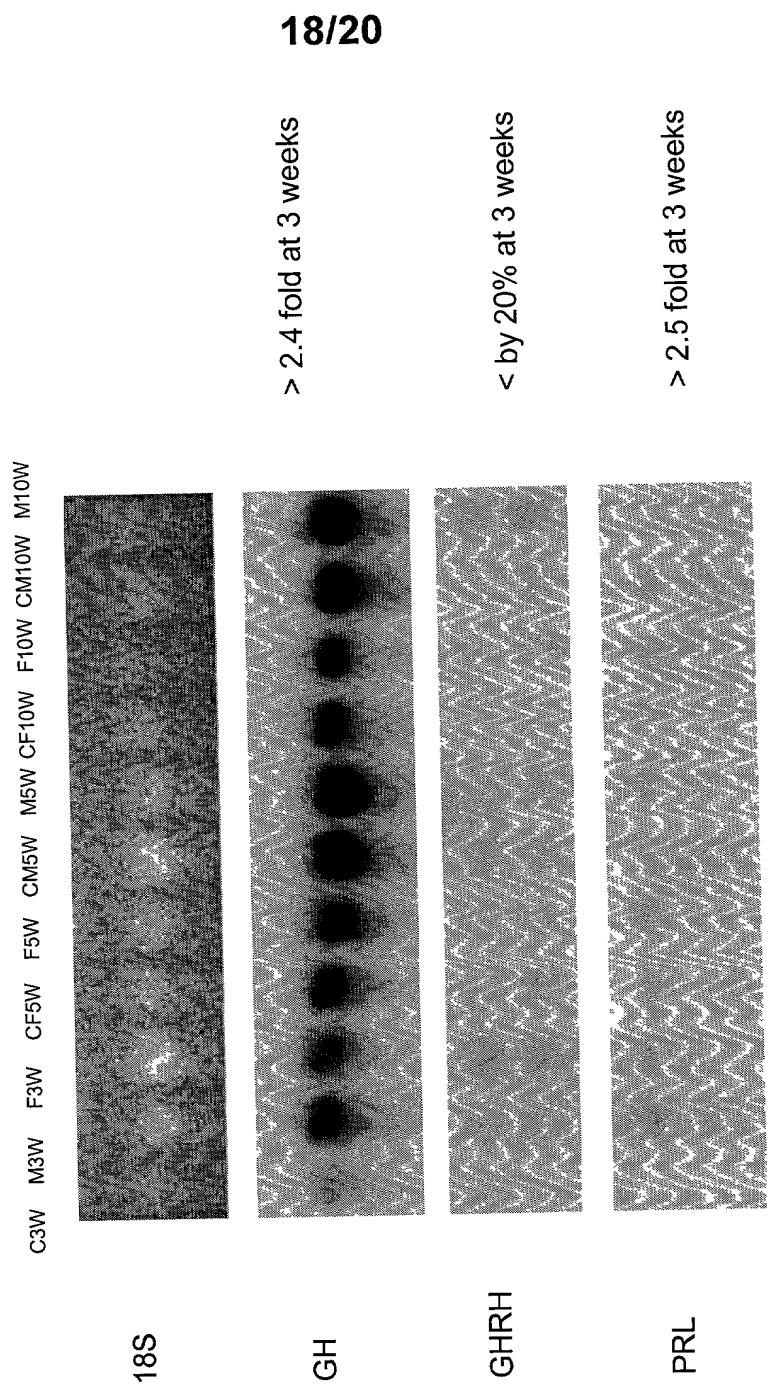 18/20
C3W M3W F3W CF5W F5W CM5W M5W CF10W F10W CM10W M10W
18S
GH > 2.4 fold at 3 weeks
GHRH < by 20% at 3 weeks
PRL > 2.5 fold at 3 weeks